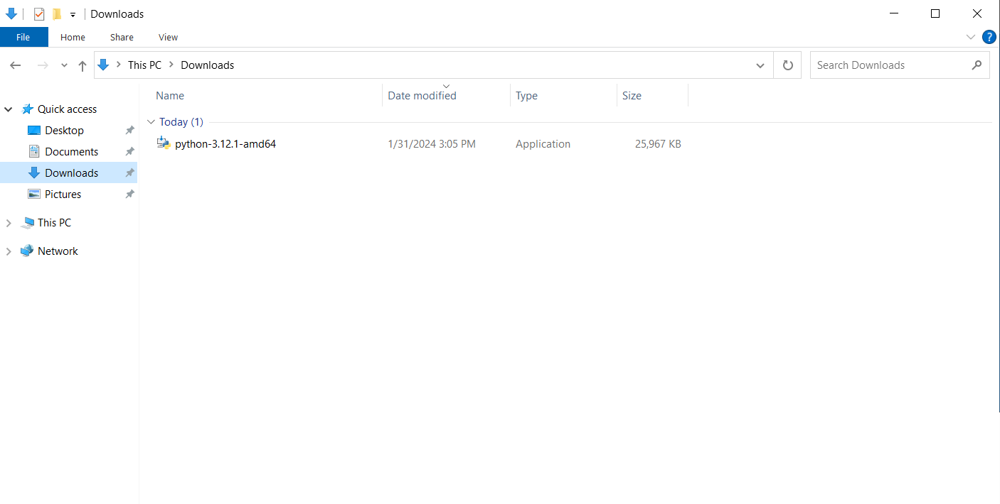 Downloads
File Home Share View
?
This PC Downloads
Search Downloads
Name Date modified Type Size
Quick access
Today (1)
Desktop
python-3.12.1-amd64 1/31/2024 3:05 PM Application 25,967 KB
Documents
Downloads
Pictures
This PC
Network